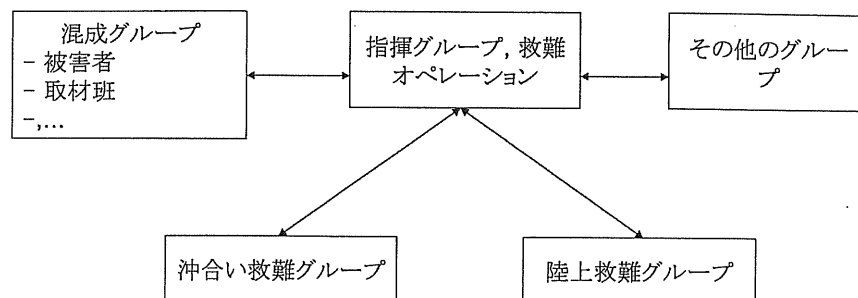 混成グループ
- 被害者
- 取材班
-,...
指揮グループ, 救難
オペレーション
その他のグルー
プ
沖合い救難グループ
陸上救難グループ